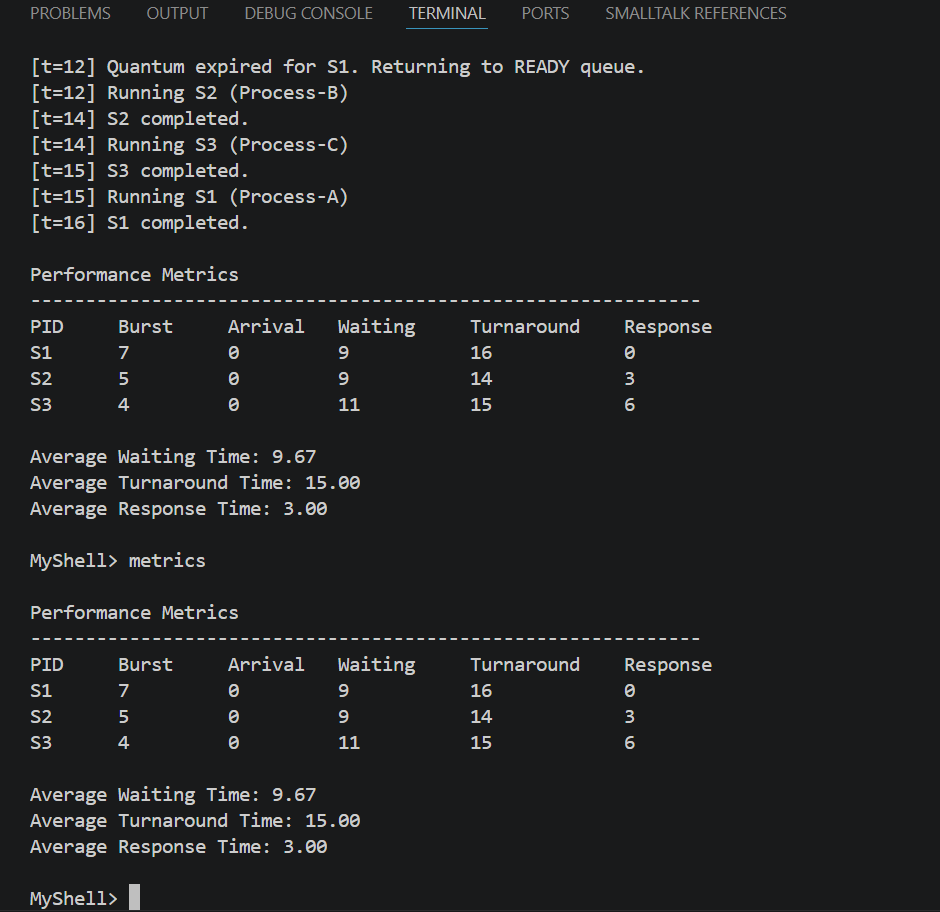 PROBLEMS OUTPUT DEBUG CONSOLE TERMINAL PORTS SMALLTALK REFERENCES
[t=12] Quantum expired for S1. Returning to READY queue.
[t=12] Running S2 (Process-B)
[t=14] S2 completed.
[t=14] Running S3 (Process-C)
[t=15] S3 completed.
[t=15] Running S1 (Process-A)
[t=16] S1 completed.
Performance Metrics
-------------------------------------------------------------
PID Burst Arrival Waiting Turnaround Response
S1 7 0 9 16 0
S2 5 0 9 14 3
S3 4 0 11 15 6
Average Waiting Time: 9.67
Average Turnaround Time: 15.00
Average Response Time: 3.00
MyShell> metrics
Performance Metrics
-------------------------------------------------------------
PID Burst Arrival Waiting Turnaround Response
S1 7 0 9 16 0
S2 5 0 9 14 3
S3 4 0 11 15 6
Average Waiting Time: 9.67
Average Turnaround Time: 15.00
Average Response Time: 3.00
MyShell>